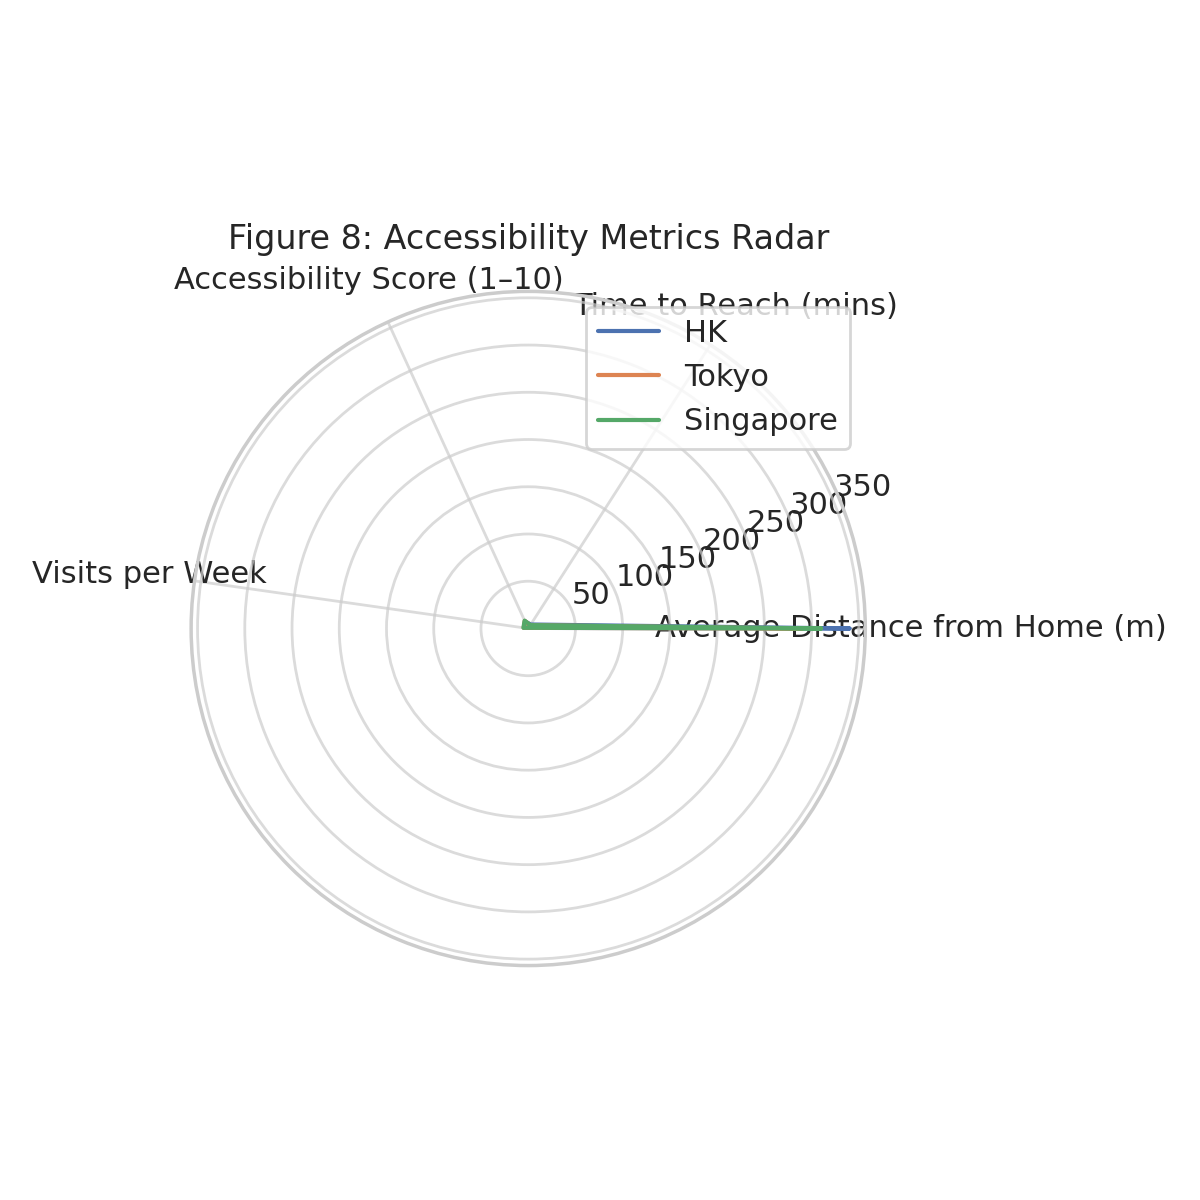 Figure 8: Accessibility Metrics Radar
Accessibility Score (1–10)
Time to Reach (mins)
HK
Tokyo
Singapore
350
300
250
200
150
100
50
Visits per Week
Average Distance from Home (m)